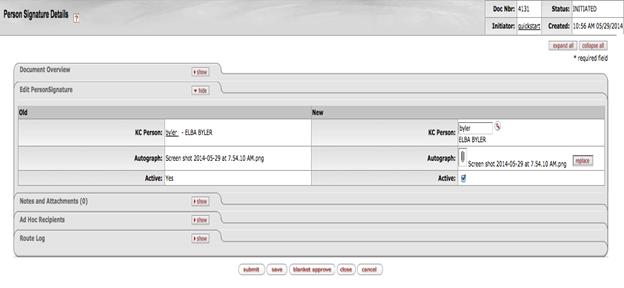 Person Signature Details ?
Doc Nbr: 4131 Status: INITIATED
Initiator: quickstart Created: 10:56 AM 05/29/2014
expand all collapse all
* required field
Document Overview show
Edit PersonSignature hide
Old New
KC Person: byler - ELBA BYLER KC Person: byler
ELBA BYLER
Autograph: Screen shot 2014-05-29 at 7.54.10 AM.png Autograph: Screen shot 2014-05-29 at 7.54.10 AM.png replace
Active: Yes Active:
Notes and Attachments (0) show
Ad Hoc Recipients show
Route Log show
submit save blanket approve close cancel